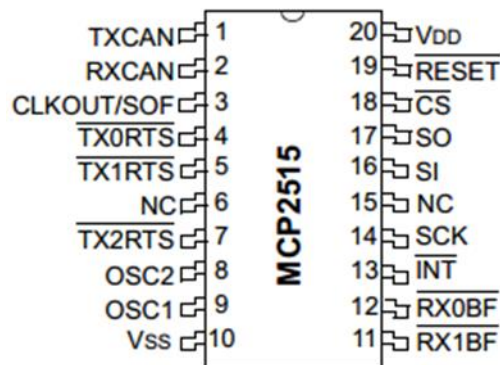 TXCAN 1 20 VDD
RXCAN 2 19 RESET
CLKOUT/SOF 3 18 CS
TX0RTS 4 17 SO
TX1RTS 5 16 SI
NC 6 15 NC
TX2RTS 7 14 SCK
OSC2 8 13 INT
OSC1 9 12 RX0BF
Vss 10 11 RX1BF
MCP2515